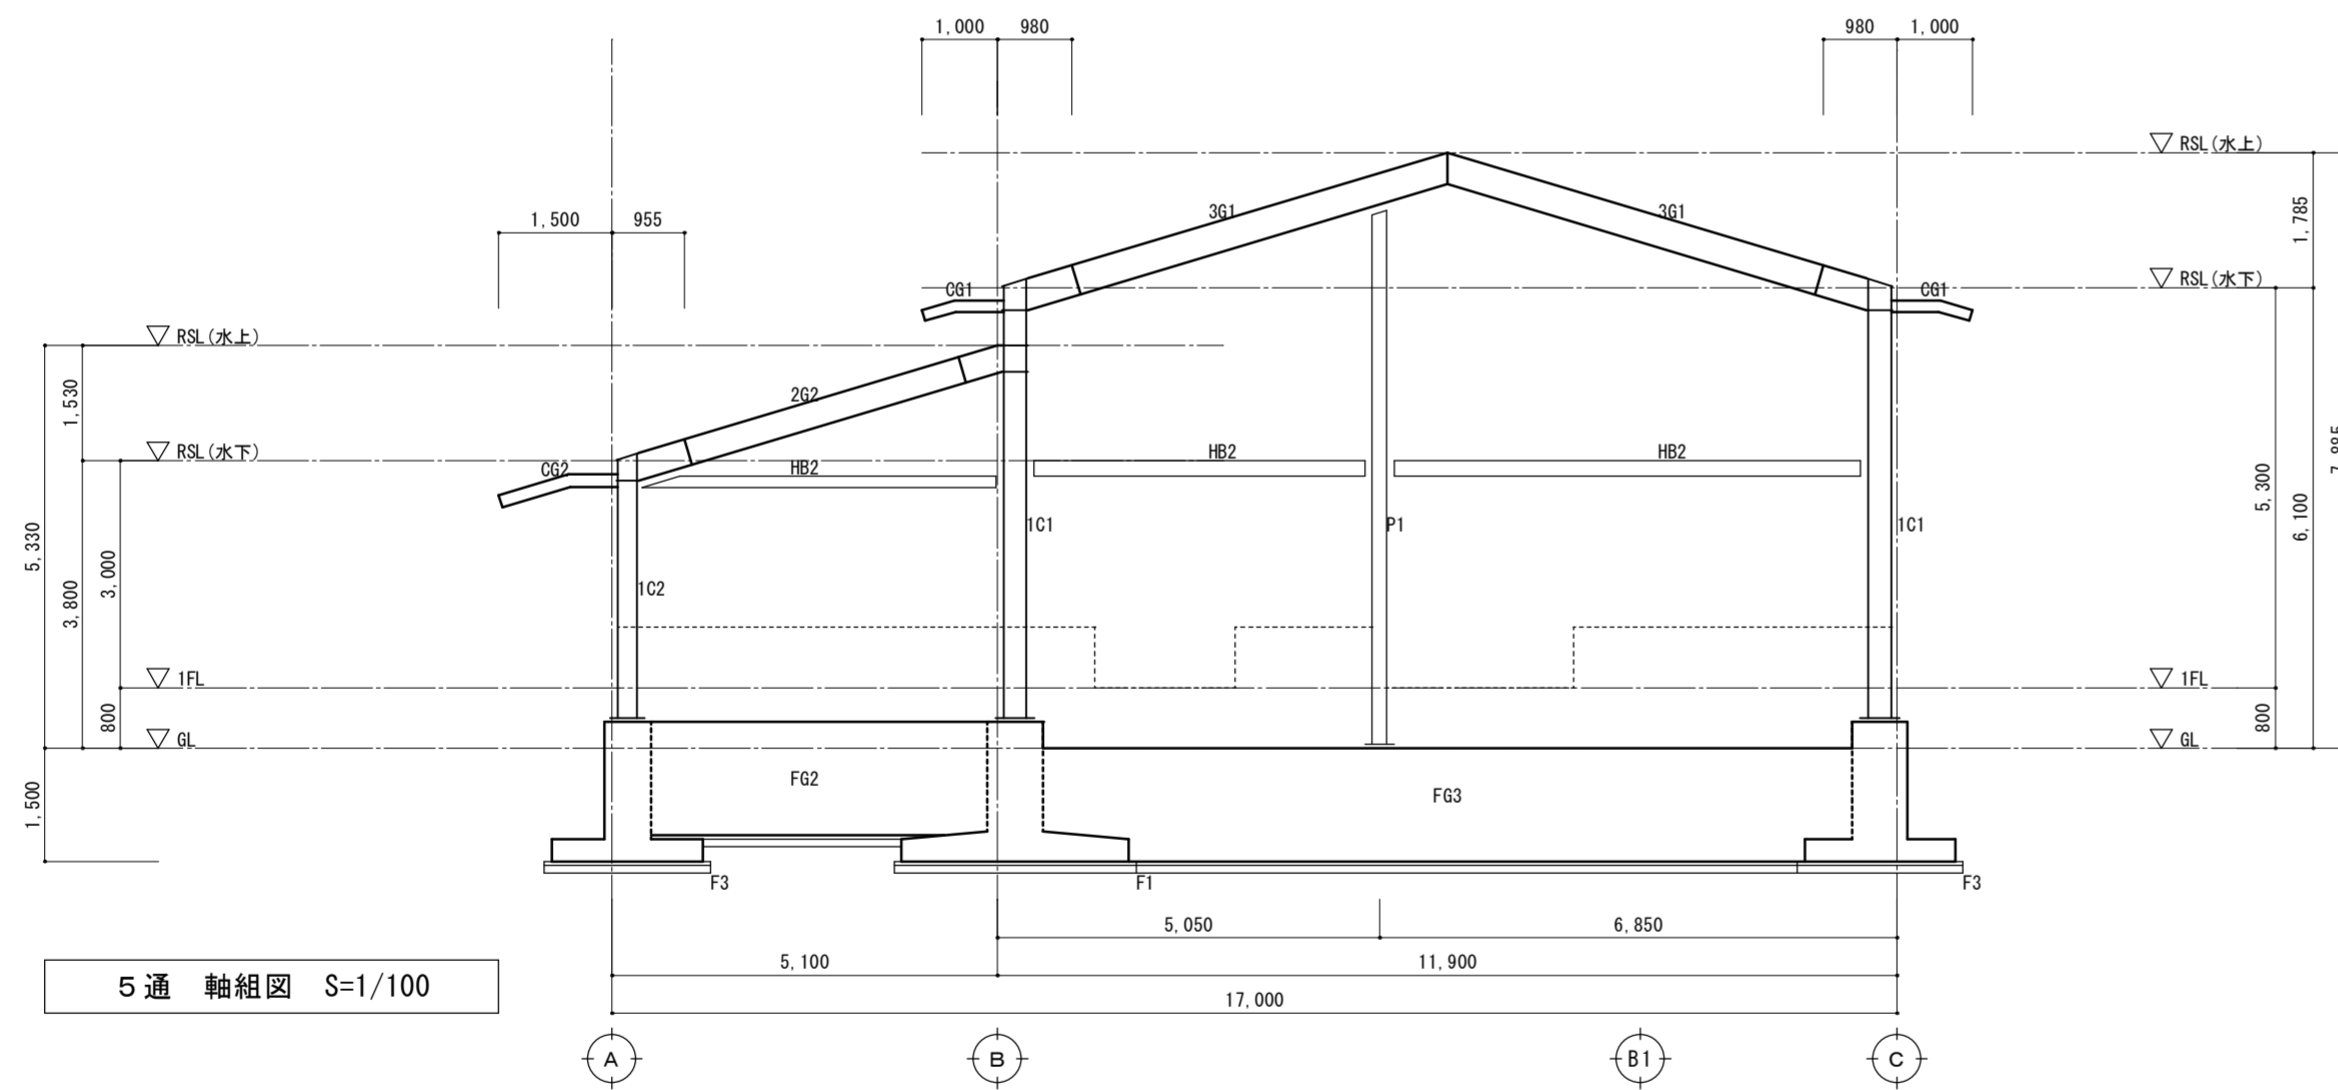 1,000 980 980 1,000
RSL(水上)
1,785
1,500 955
3G1 3G1
RSL(水下)
CG1 CG1
RSL(水上)
1,530
2G2
RSL(水下)
CG2 HB2 HB2 HB2
7,885
5,300
6,100
1C1 P1 1C1
5,330
3,000
3,800
1C2
1FL 1FL
800 800
GL GL
FG2 FG3
1,500
F3 F1 F3
5,050 6,850
5,100 11,900
5通 軸組図 S=1/100
17,000
A B B1 C